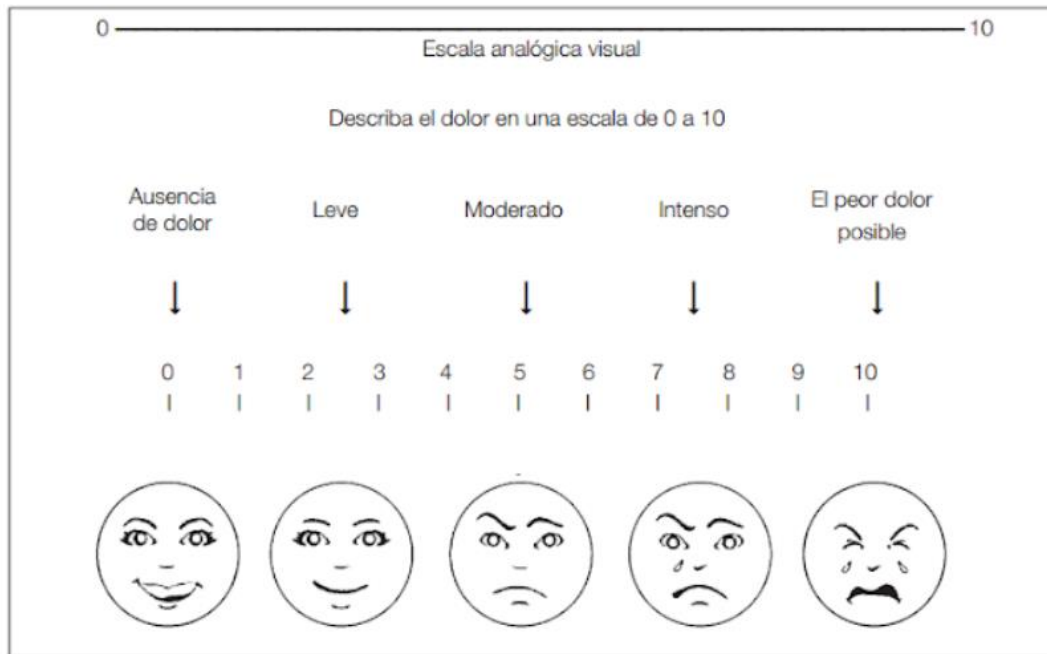 0 10
Escala analógica visual
Describa el dolor en una escala de 0 a 10
Ausencia de dolor
Leve
Moderado
Intenso
El peor dolor posible
0 1 2 3 4 5 6 7 8 9 10